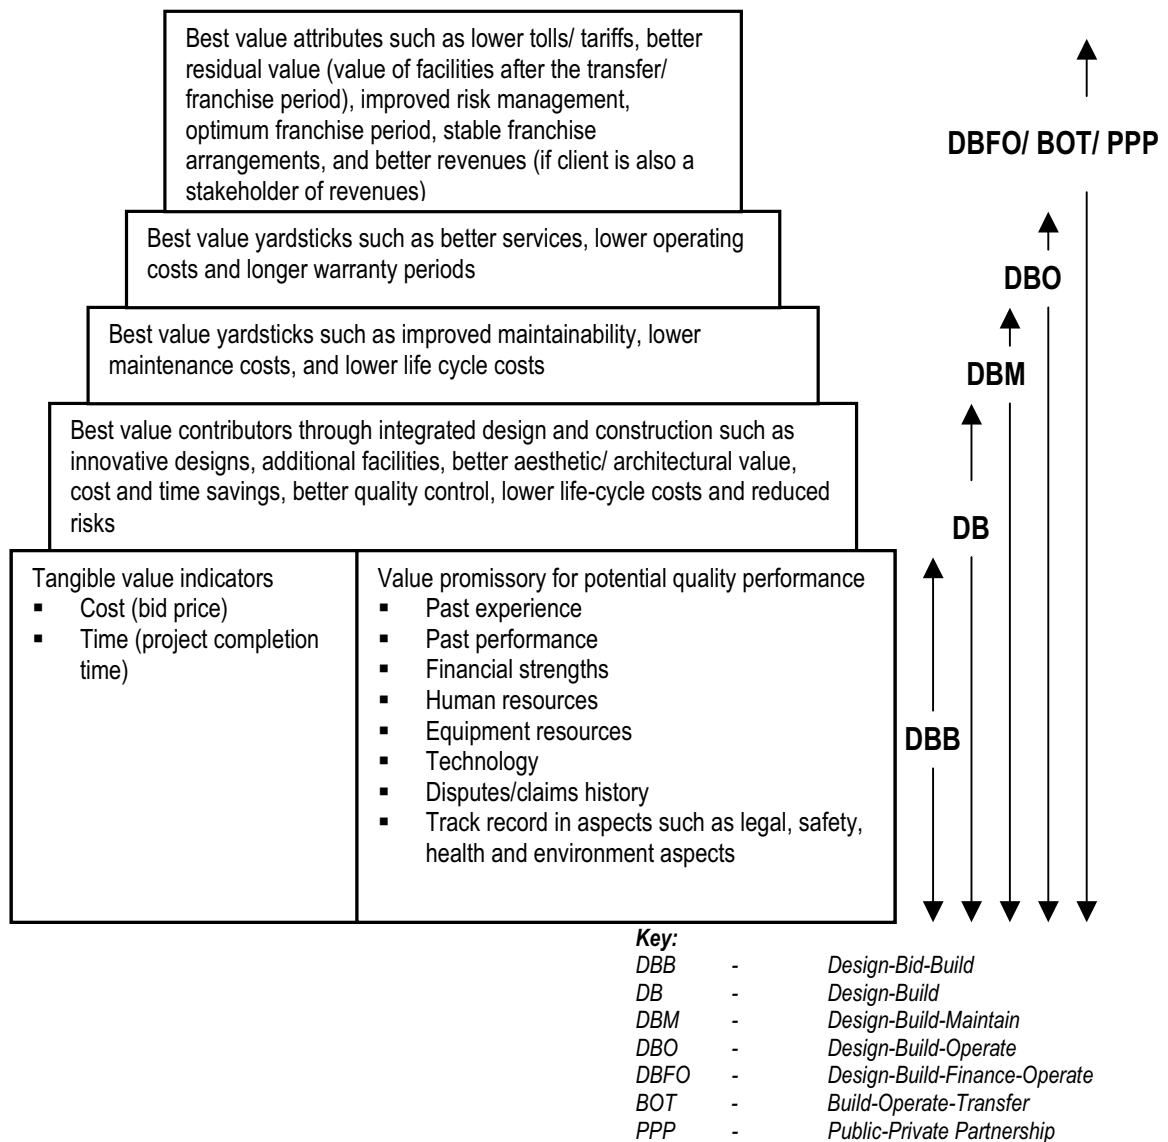 Best value attributes such as lower tolls/ tariffs, better
residual value (value of facilities after the transfer/
franchise period), improved risk management,
optimum franchise period, stable franchise
arrangements, and better revenues (if client is also a
stakeholder of revenues)
DBFO/ BOT/ PPP
Best value yardsticks such as better services, lower operating
costs and longer warranty periods
DBO
Best value yardsticks such as improved maintainability, lower
maintenance costs, and lower life cycle costs
DBM
Best value contributors through integrated design and construction such as
innovative designs, additional facilities, better aesthetic/ architectural value,
cost and time savings, better quality control, lower life-cycle costs and reduced
risks
DB
Tangible value indicators
▪ Cost (bid price)
▪ Time (project completion
time)
Value promissory for potential quality performance
▪ Past experience
▪ Past performance
▪ Financial strengths
▪ Human resources
▪ Equipment resources
▪ Technology
▪ Disputes/claims history
▪ Track record in aspects such as legal, safety,
health and environment aspects
DBB
Key:
DBB - Design-Bid-Build
DB - Design-Build
DBM - Design-Build-Maintain
DBO - Design-Build-Operate
DBFO - Design-Build-Finance-Operate
BOT - Build-Operate-Transfer
PPP - Public-Private Partnership